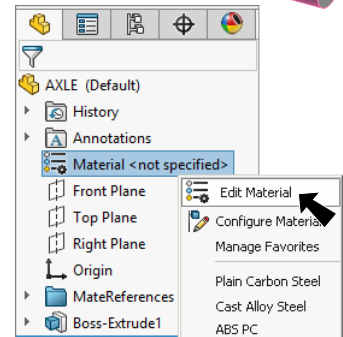 AXLE (Default)
History
Annotations
Material <not specified>
Front Plane
Edit Material
Top Plane
Configure Material
Right Plane
Manage Favorites
Origin
MateReferences
Plain Carbon Steel
Boss-Extrude1
Cast Alloy Steel
ABS PC